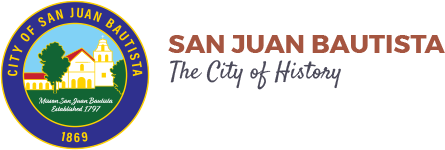 CITY OF SAN JUAN BAUTISTA
Mission San Juan Bautista
Established 1797
1869
SAN JUAN BAUTISTA
The City of History